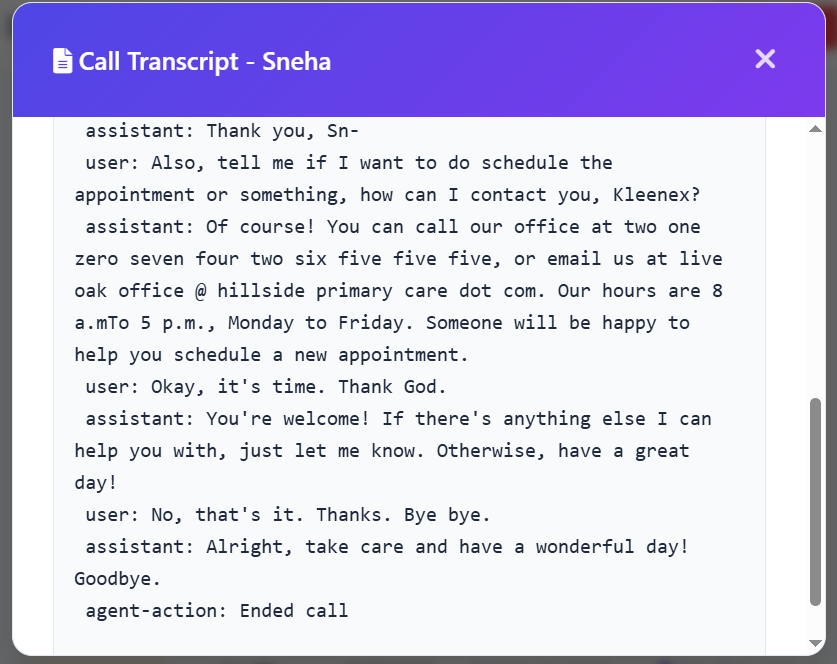 Call Transcript - Sneha
assistant: Thank you, Sn-
user: Also, tell me if I want to do schedule the
appointment or something, how can I contact you, Kleenex?
assistant: Of course! You can call our office at two one
zero seven four two six five five five, or email us at live
oak office @ hillside primary care dot com. Our hours are 8
a.mTo 5 p.m., Monday to Friday. Someone will be happy to
help you schedule a new appointment.
user: Okay, it's time. Thank God.
assistant: You're welcome! If there's anything else I can
help you with, just let me know. Otherwise, have a great
day!
user: No, that's it. Thanks. Bye bye.
assistant: Alright, take care and have a wonderful day!
Goodbye.
agent-action: Ended call